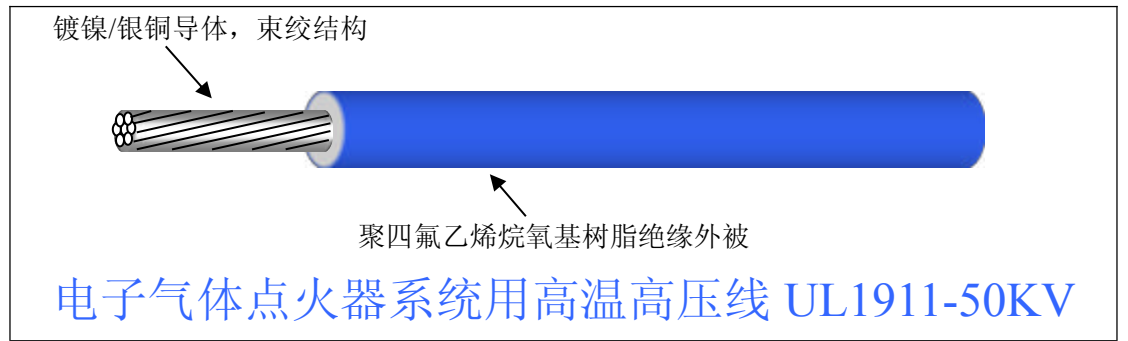 镀镍/银铜导体，束绞结构
聚四氟乙烯烷氧基树脂绝缘外被
电子气体点火器系统用高温高压线 UL1911-50KV